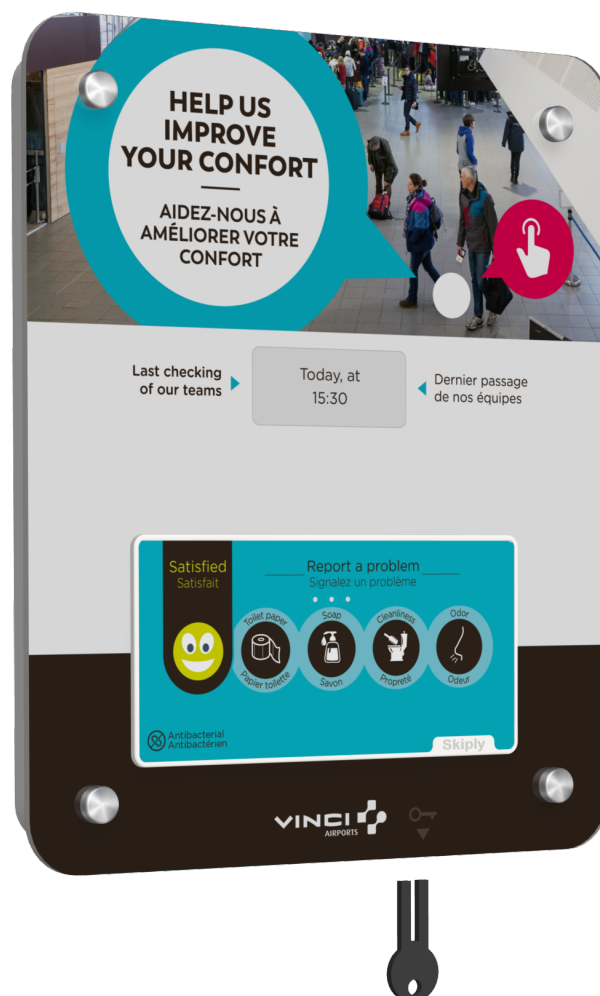 HELP US
IMPROVE
YOUR CONFORT
AIDEZ-NOUS À
AMÉLIORER VOTRE
CONFORT
Last checking
of our teams
Today, at
15:30
Dernier passage
de nos équipes
Satisfied
Satisfait
Report a problem
Signalez un problème
Toilet paper
Papier toilette
Soap
Savon
Cleanliness
Propreté
Odor
Odeur
Antibacterial
Antibactérien
Skiply
VINCI
AIRPORTS